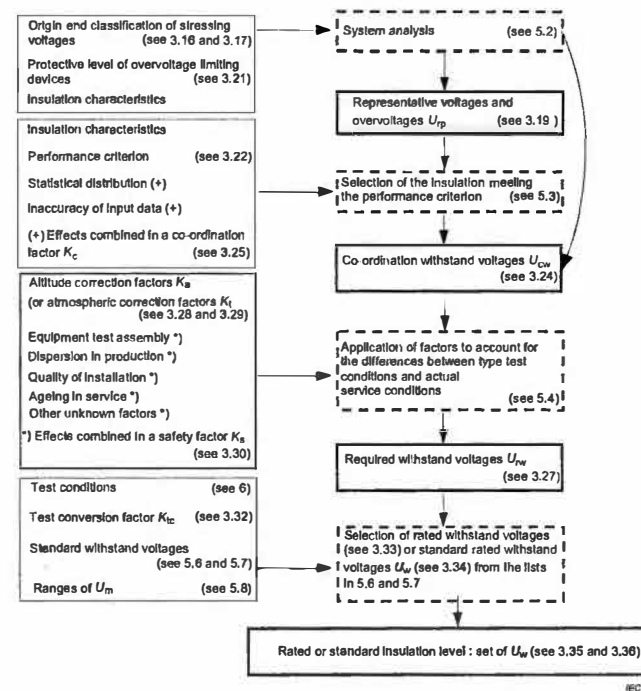 Origin end classification of stressing
voltages (see 3.16 and 3.17)
Protective level of overvoltage limiting
devices (see 3.21)
Insulation characteristics
Insulation characteristics
Performance criterion (see 3.22)
Statistical distribution (+)
Inaccuracy of input data (+)
(+) Effects combined in a co-ordination
factor Kc (see 3.25)
Altitude correction factors Ka
(or atmospheric correction factors Kt
(see 3.28 and 3.29)
Equipment test assembly *)
Dispersion in production *)
Quality of installation *)
Ageing in service *)
Other unknown factors *)
*) Effects combined in a safety factor Ks
(see 3.30)
Test conditions (see 6)
Test conversion factor Ktc (see 3.32)
Standard withstand voltages
(see 5.6 and 5.7)
Ranges of Um (see 5.8)
System analysis (see 5.2)
Representative voltages and
overvoltages Urp (see 3.19 )
Selection of the insulation meeting
the performance criterion
(see 5.3)
Co-ordination withstand voltages Ucw
(see 3.24)
Application of factors to account for
the differences between type test
conditions and actual
service conditions
(see 5.4)
Required withstand voltages Urw
(see 3.27)
Selection of rated withstand voltages
(see 3.33) or standard rated withstand
voltages Uw (see 3.34) from the lists
in 5.6 and 5.7
Rated or standard insulation level : set of Uw (see 3.35 and 3.36)